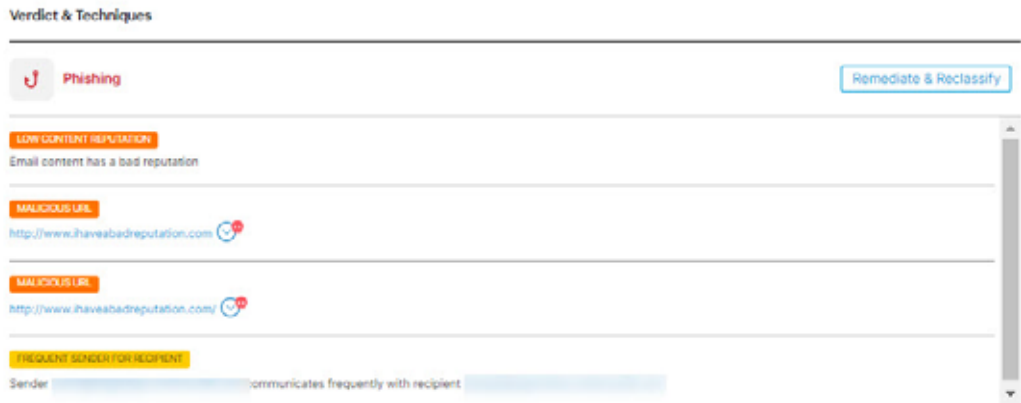 Verdict & Techniques
Phishing
Remediate & Reclassify
LOW CONTENT REPUTATION
Email content has a bad reputation
MALICIOUS URL
http://www.ihaveabadreputation.com
MALICIOUS URL
http://www.ihaveabadreputation.com/
FREQUENT SENDER FOR RECIPIENT
Sender communicates frequently with recipient